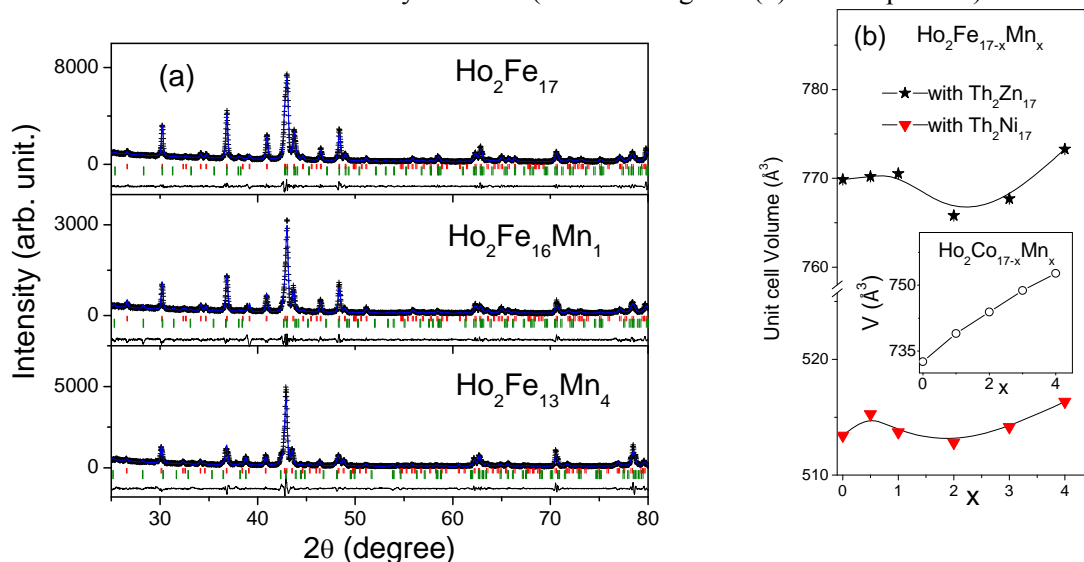 (a)
Ho₂Fe₁₇
8000
0
Ho₂Fe₁₆Mn₁
3000
0
Ho₂Fe₁₃Mn₄
5000
0
30 40 50 60 70 80
2θ (degree)
Intensity (arb. unit.)
(b) Ho₂Fe₁₇₋ₓMnₓ
with Th₂Zn₁₇
with Th₂Ni₁₇
780
770
760
520
510
Unit cell Volume (Å³)
Ho₂Co₁₇₋ₓMnₓ
750
735
V (Å³)
0 2 4
x
0 1 2 3 4
X